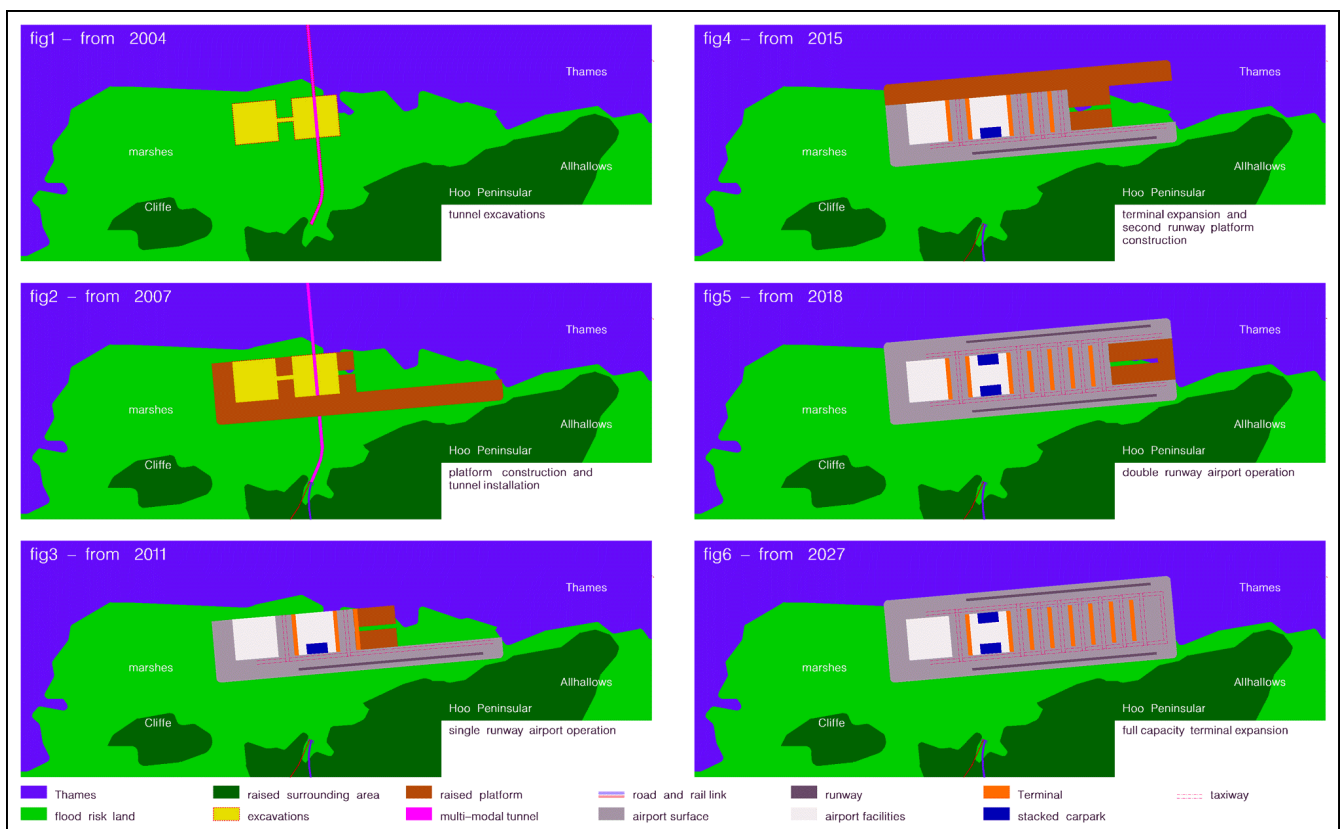 fig1 – from 2004
Thames
marshes
Allhallows
Hoo Peninsular
Cliffe
tunnel excavations
fig2 – from 2007
Thames
marshes
Allhallows
Hoo Peninsular
Cliffe
platform construction and
tunnel installation
fig3 – from 2011
Thames
marshes
Allhallows
Hoo Peninsular
Cliffe
single runway airport operation
fig4 – from 2015
Thames
marshes
Allhallows
Hoo Peninsular
Cliffe
terminal expansion and
second runway platform
construction
fig5 – from 2018
Thames
marshes
Allhallows
Hoo Peninsular
Cliffe
double runway airport operation
fig6 – from 2027
Thames
marshes
Allhallows
Hoo Peninsular
Cliffe
full capacity terminal expansion
Thames
raised surrounding area
raised platform
road and rail link
runway
Terminal
taxiway
flood risk land
excavations
multi-modal tunnel
airport surface
airport facilities
stacked carpark